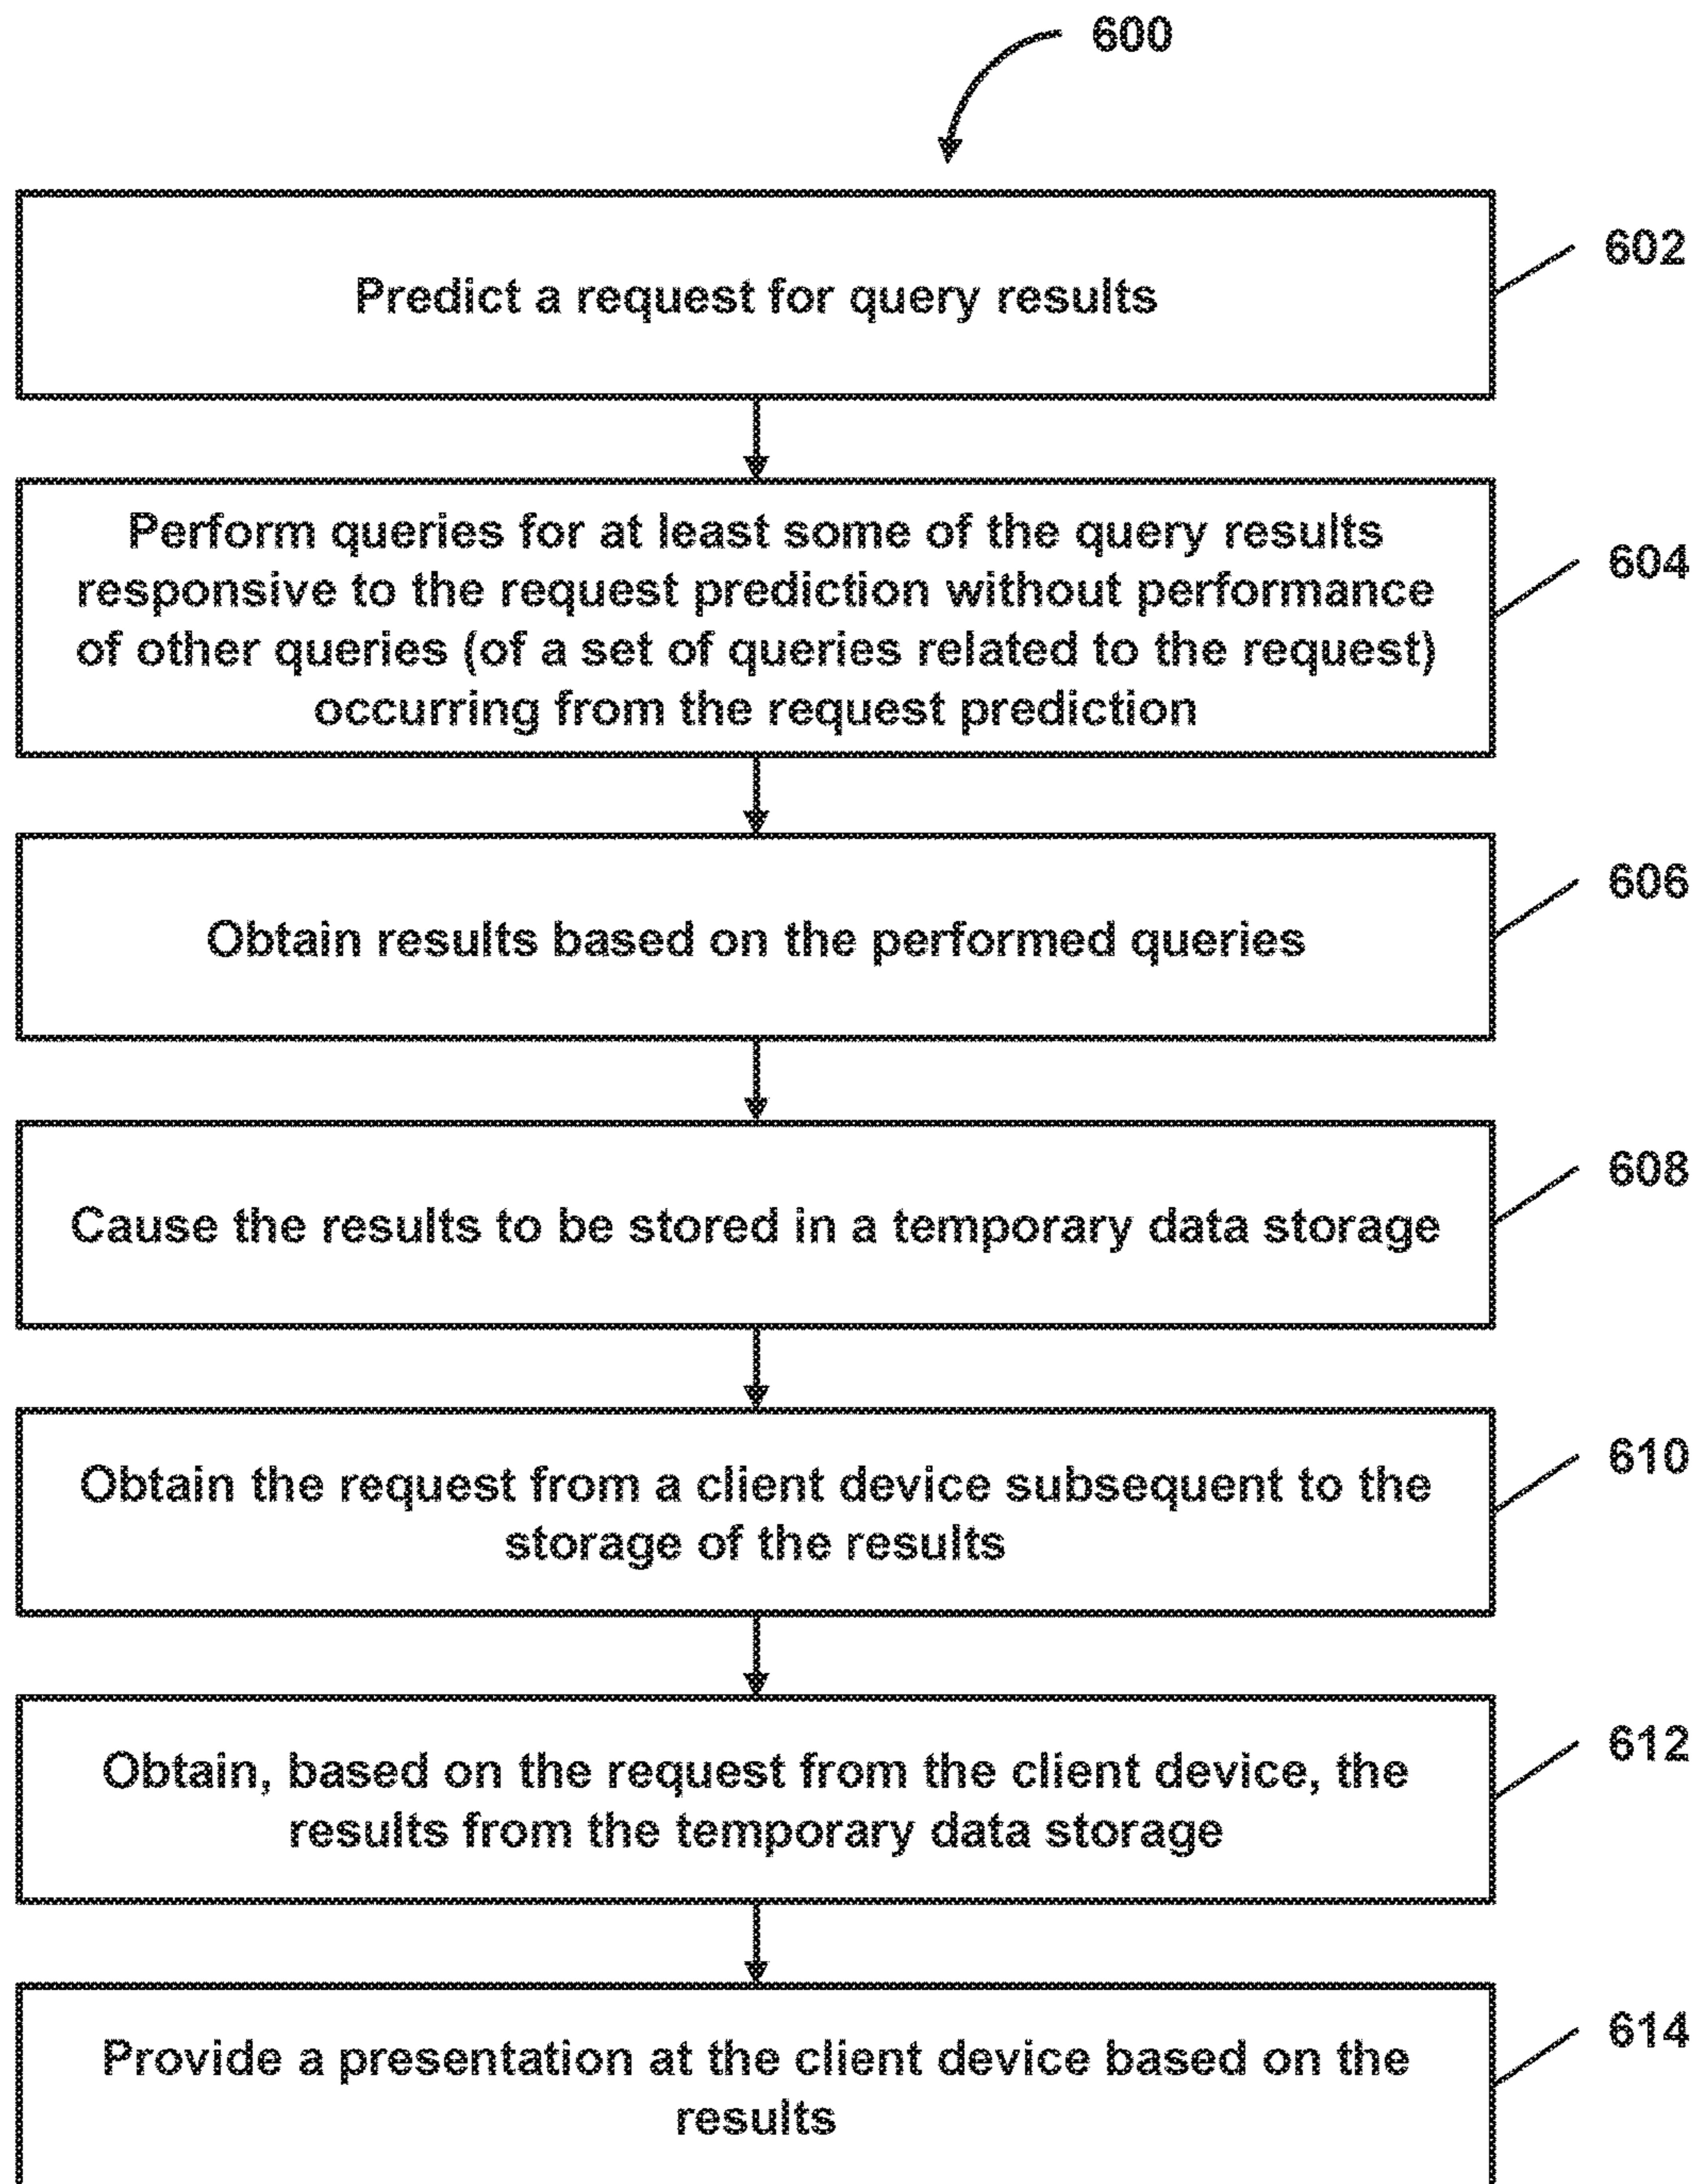 600
Predict a request for query results
602
Perform queries for at least some of the query results
responsive to the request prediction without performance
of other queries (of a set of queries related to the request)
occurring from the request prediction
604
Obtain results based on the performed queries
606
Cause the results to be stored in a temporary data storage
608
Obtain the request from a client device subsequent to the
storage of the results
610
Obtain, based on the request from the client device, the
results from the temporary data storage
612
Provide a presentation at the client device based on the
results
614